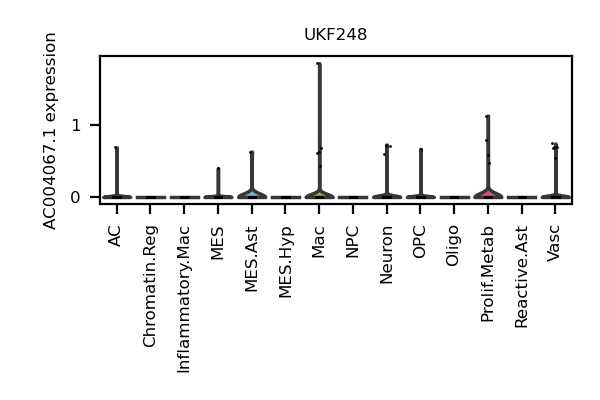 UKF248
AC004067.1 expression
1
0
AC
Chromatin.Reg
Inflammatory.Mac
MES
MES.Ast
MES.Hyp
Mac
NPC
Neuron
OPC
Oligo
Prolif.Metab
Reactive.Ast
Vasc